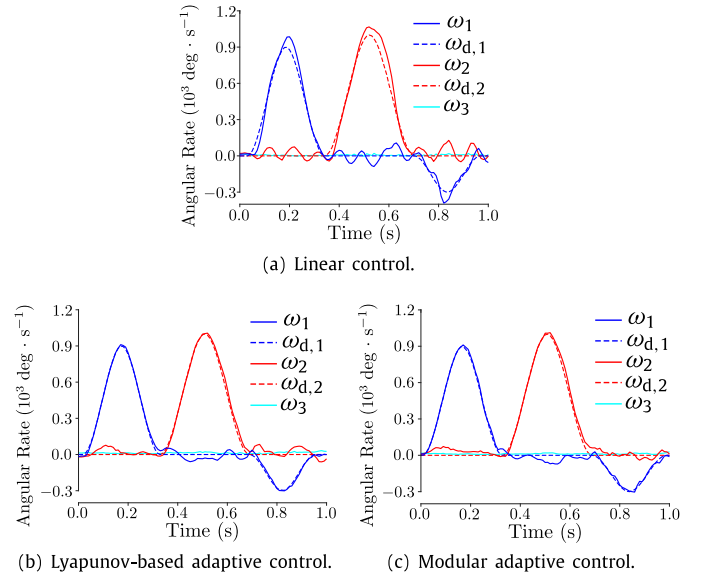 Angular Rate (10³ deg · s⁻¹)
1.2
0.9
0.6
0.3
0.0
−0.3
0.0 0.2 0.4 0.6 0.8 1.0
Time (s)
ω₁
ω_d,1
ω₂
ω_d,2
ω₃
(a) Linear control.
Angular Rate (10³ deg · s⁻¹)
1.2
0.9
0.6
0.3
0.0
−0.3
0.0 0.2 0.4 0.6 0.8 1.0
Time (s)
ω₁
ω_d,1
ω₂
ω_d,2
ω₃
(b) Lyapunov-based adaptive control.
Angular Rate (10³ deg · s⁻¹)
1.2
0.9
0.6
0.3
0.0
−0.3
0.0 0.2 0.4 0.6 0.8 1.0
Time (s)
ω₁
ω_d,1
ω₂
ω_d,2
ω₃
(c) Modular adaptive control.